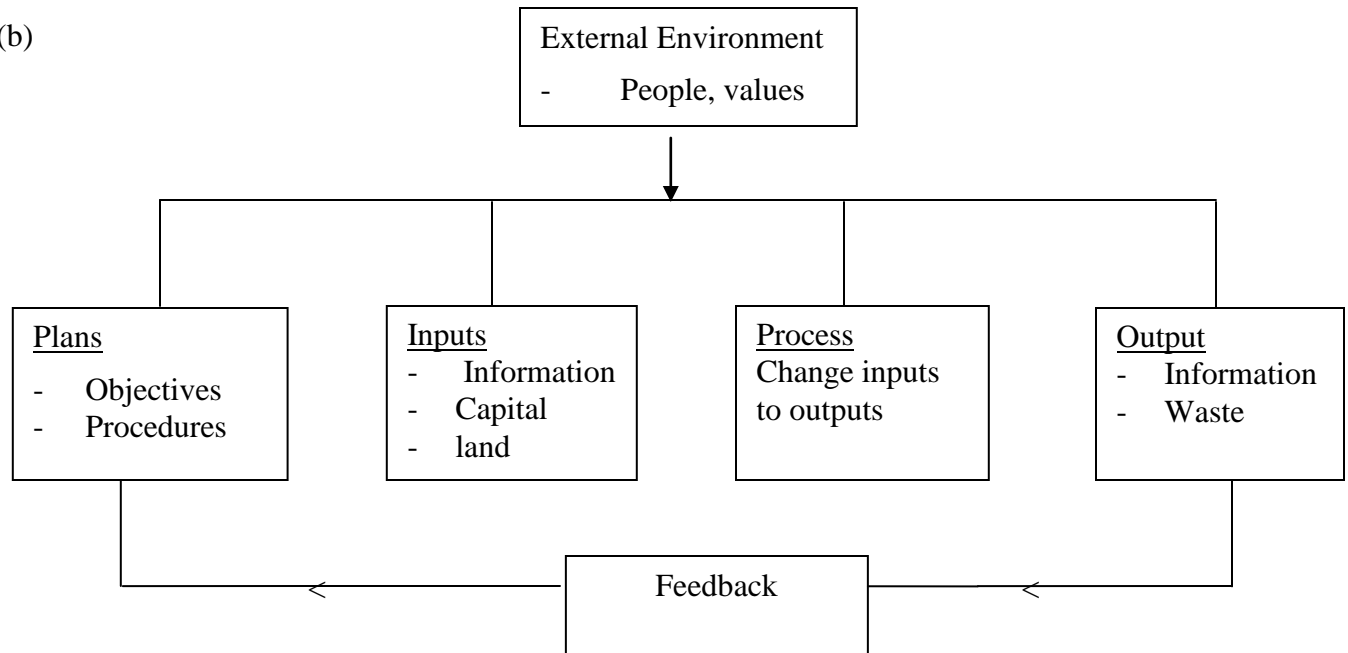 (b)
External Environment
- People, values
Plans
- Objectives
- Procedures
Inputs
- Information
- Capital
- land
Process
Change inputs
to outputs
Output
- Information
- Waste
Feedback